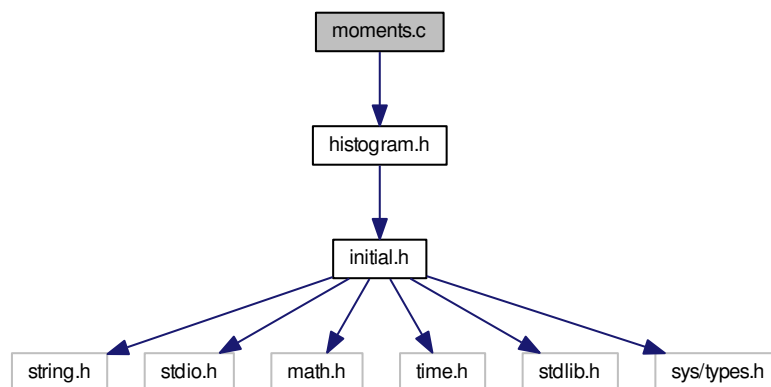 moments.c
histogram.h
initial.h
string.h
stdio.h
math.h
time.h
stdlib.h
sys/types.h